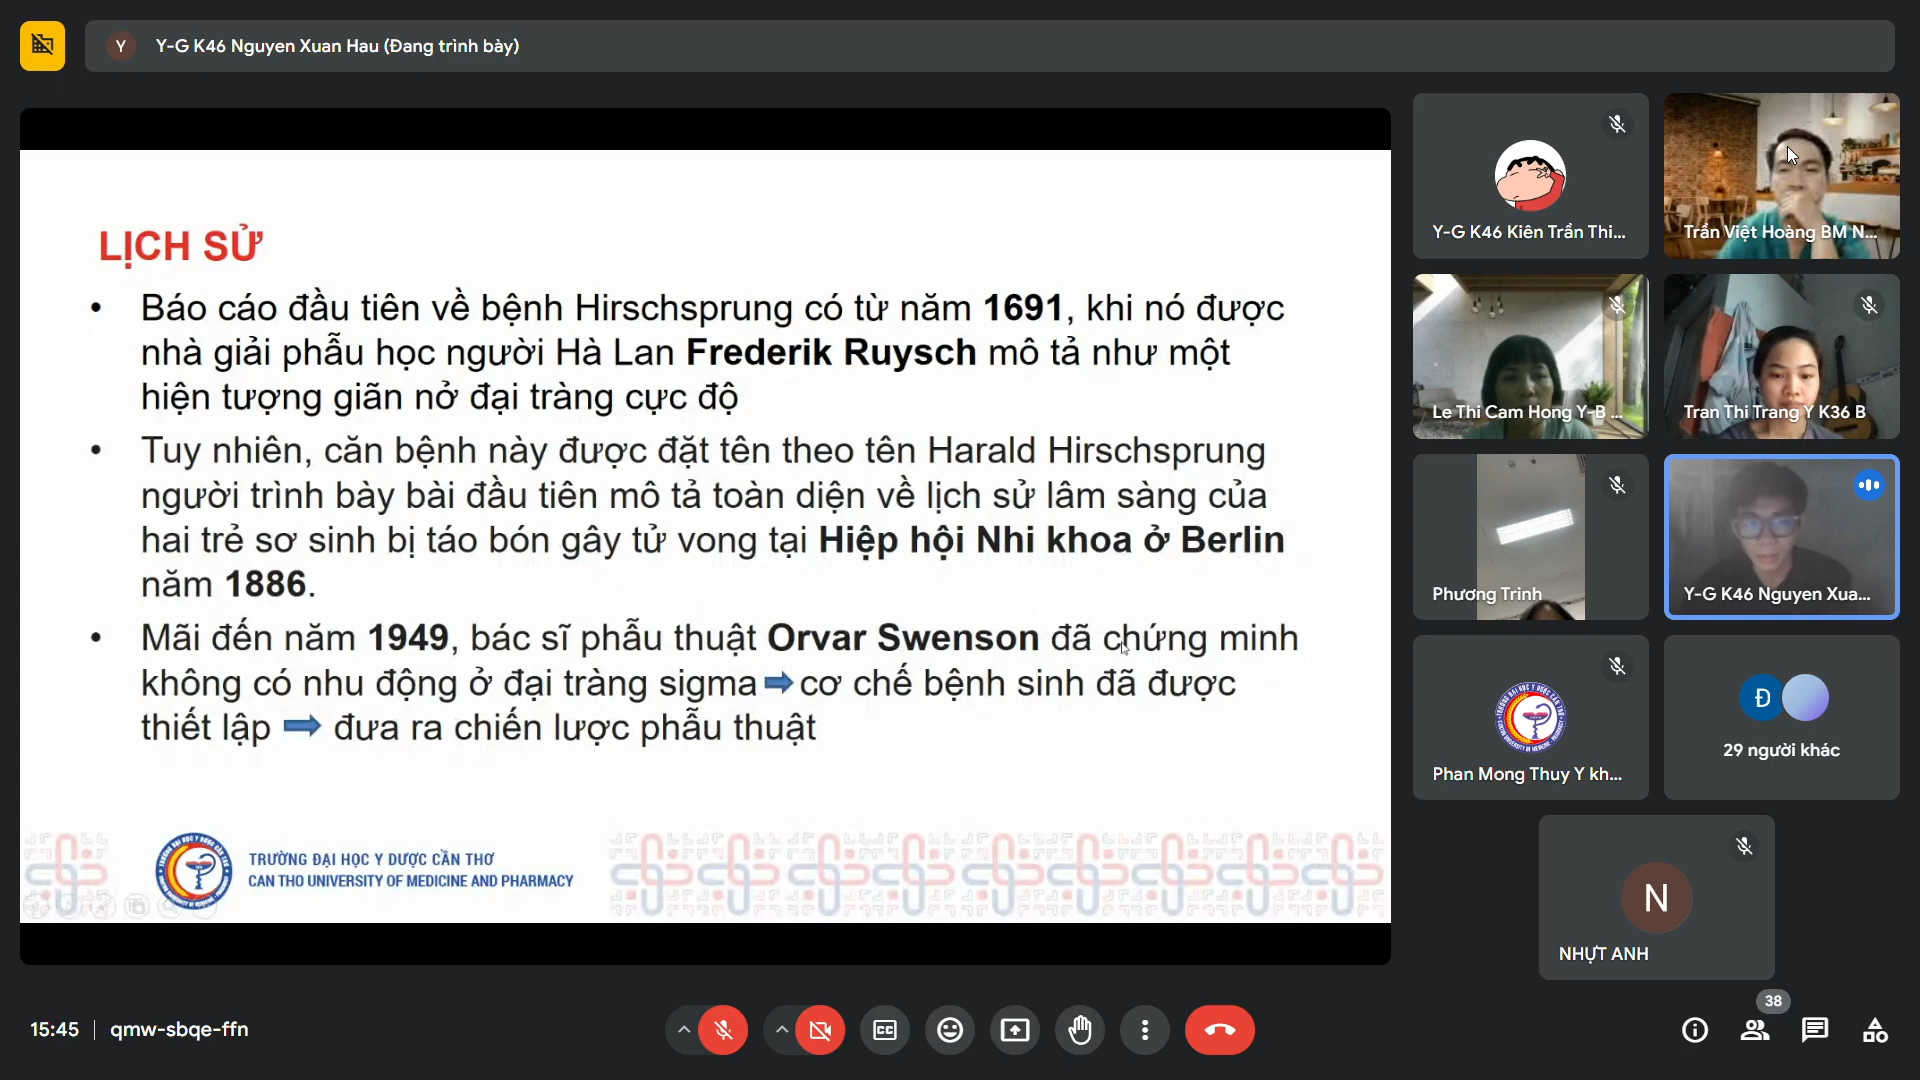 Y
Y-G K46 Nguyen Xuan Hau (Đang trình bày)
LỊCH SỬ
• Báo cáo đầu tiên về bệnh Hirschsprung có từ năm 1691, khi nó được
nhà giải phẫu học người Hà Lan Frederik Ruysch mô tả như một
hiện tượng giãn nở đại tràng cực độ
• Tuy nhiên, căn bệnh này được đặt tên theo tên Harald Hirschsprung
người trình bày bài đầu tiên mô tả toàn diện về lịch sử lâm sàng của
hai trẻ sơ sinh bị táo bón gây tử vong tại Hiệp hội Nhi khoa ở Berlin
năm 1886.
• Mãi đến năm 1949, bác sĩ phẫu thuật Orvar Swenson đã chứng minh
không có nhu động ở đại tràng sigma ➡ cơ chế bệnh sinh đã được
thiết lập ➡ đưa ra chiến lược phẫu thuật
TRƯỜNG ĐẠI HỌC Y DƯỢC CẦN THƠ
CAN THO UNIVERSITY OF MEDICINE AND PHARMACY
Y-G K46 Kiên Trần Thi...
Trần Việt Hoàng BM N...
Le Thi Cam Hong Y-B ...
Tran Thi Trang Y K36 B
Phương Trinh
Y-G K46 Nguyen Xua...
Phan Mong Thuy Y kh...
Đ
29 người khác
N
NHỰT ANH
15:45 | qmw-sbqe-ffn
CC
38